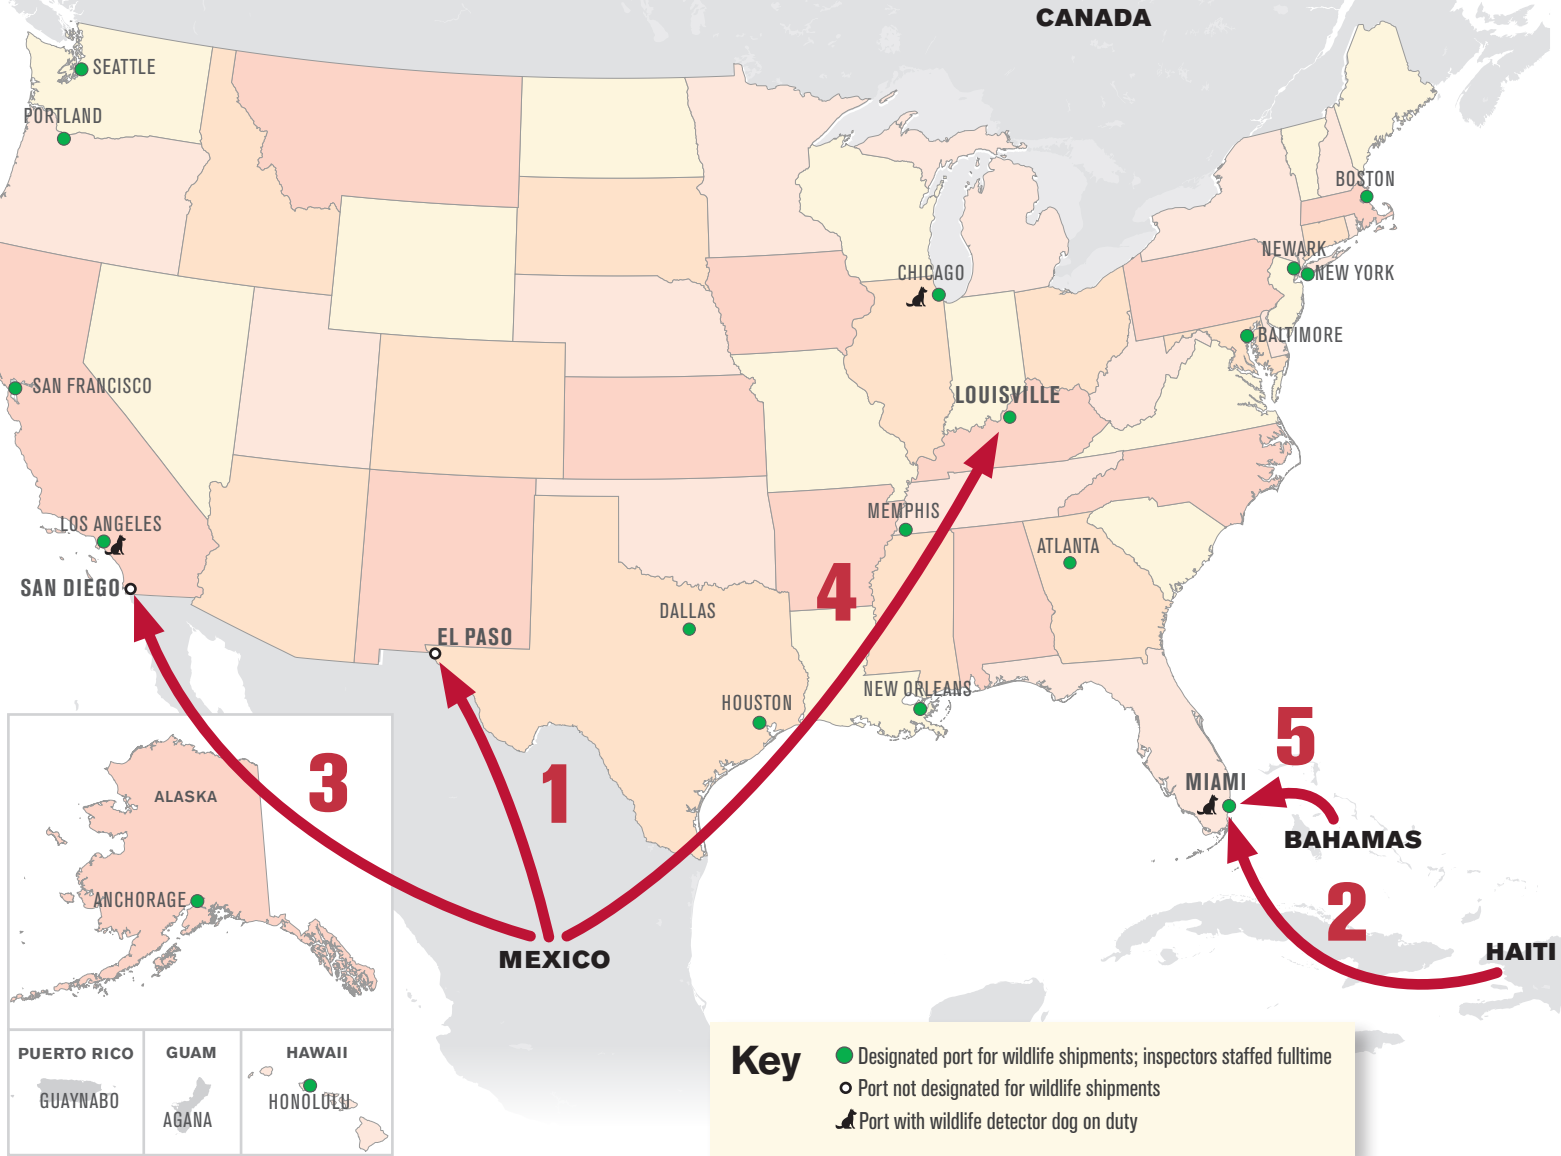 CANADA
SEATTLE
PORTLAND
BOSTON
NEWARK
NEW YORK
CHICAGO
BALTIMORE
SAN FRANCISCO
LOUISVILLE
LOS ANGELES
MEMPHIS
ATLANTA
SAN DIEGO
4
DALLAS
EL PASO
NEW ORLEANS
HOUSTON
5
3
1
MIAMI
ALASKA
BAHAMAS
2
ANCHORAGE
MEXICO
HAITI
PUERTO RICO
GUAYNABO
GUAM
AGANA
HAWAII
HONOLULU
Key
Designated port for wildlife shipments; inspectors staffed fulltime
Port not designated for wildlife shipments
Port with wildlife detector dog on duty